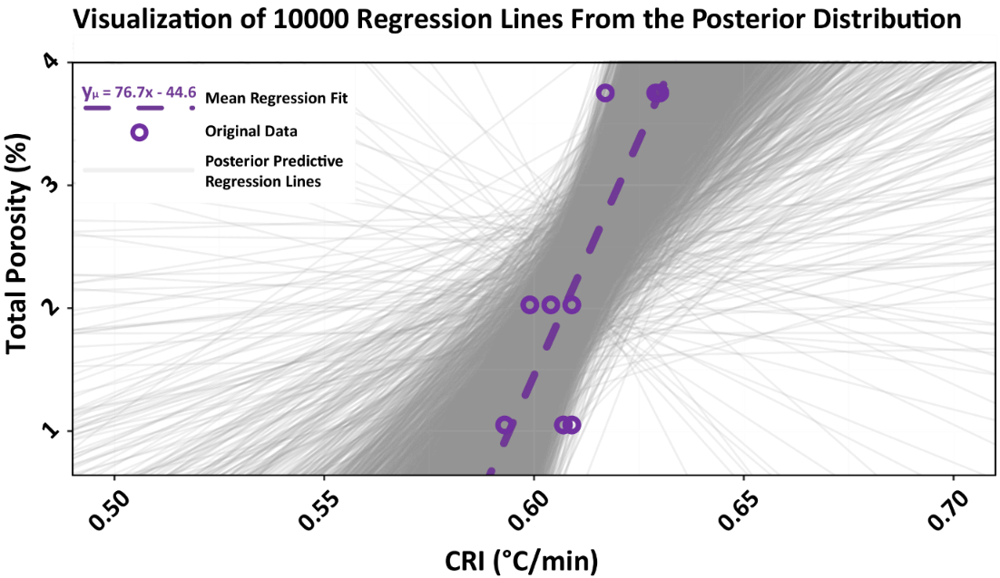 Visualization of 10000 Regression Lines From the Posterior Distribution
yμ = 76.7x - 44.6
Mean Regression Fit
Original Data
Posterior Predictive
Regression Lines
Total Porosity (%)
4
3
2
1
0.50 0.55 0.60 0.65 0.70
CRI (°C/min)